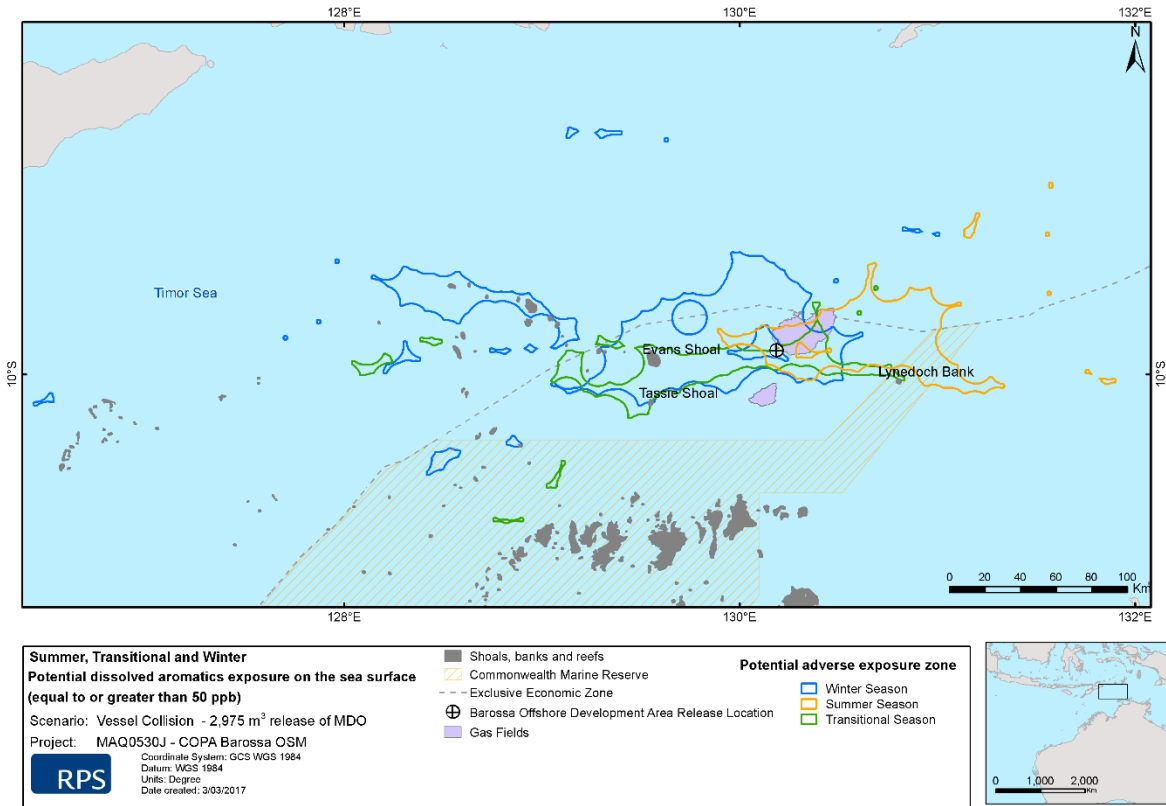 128°E
130°E
132°E
N
Timor Sea
Evans Shoal
Lynedoch Bank
Tassie Shoal
10°S
10°S
0 20 40 60 80 100
Km
128°E
130°E
132°E
Summer, Transitional and Winter
Potential dissolved aromatics exposure on the sea surface
(equal to or greater than 50 ppb)
Scenario: Vessel Collision - 2,975 m³ release of MDO
Project: MAQ0530J - COPA Barossa OSM
RPS
Coordinate System: GCS WGS 1984
Datum: WGS 1984
Units: Degree
Date created: 3/03/2017
Shoals, banks and reefs
Commonwealth Marine Reserve
Exclusive Economic Zone
Barossa Offshore Development Area Release Location
Gas Fields
Potential adverse exposure zone
Winter Season
Summer Season
Transitional Season
0 1,000 2,000
Km